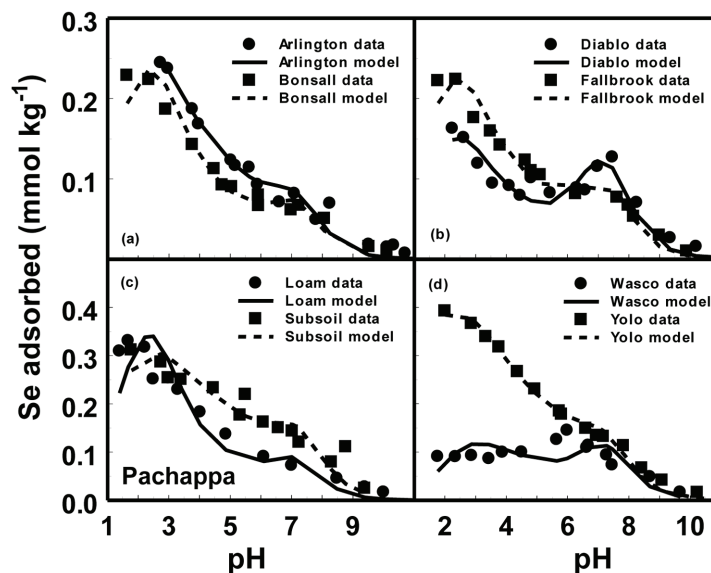 Se adsorbed (mmol kg⁻¹)
0.3
0.2
0.1
Arlington data
Arlington model
Bonsall data
Bonsall model
(a)
Diablo data
Diablo model
Fallbrook data
Fallbrook model
(b)
0.4
0.3
0.2
0.1
0.0
(c)
Loam data
Loam model
Subsoil data
Subsoil model
Pachappa
(d)
Wasco data
Wasco model
Yolo data
Yolo model
1 3 5 7 9
2 4 6 8 10
pH
pH